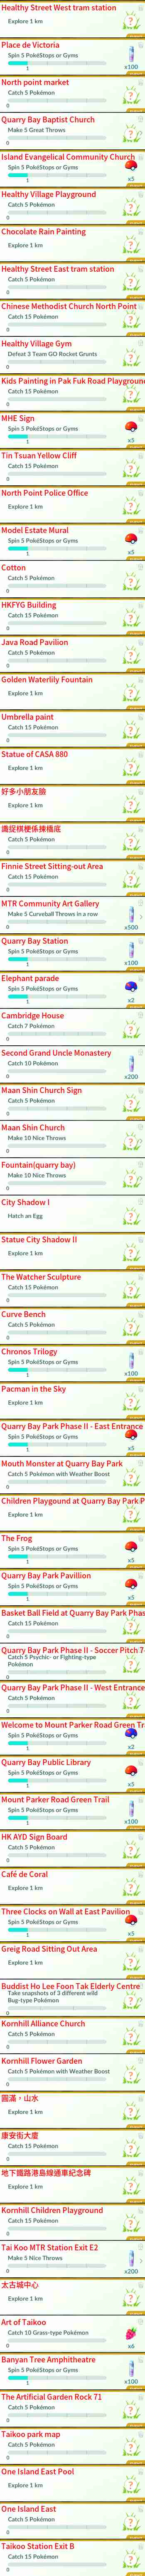 Healthy Street West tram station
Explore 1 km
?
Place de Victoria
Spin 5 PokéStops or Gyms
1
x100
North point market
Catch 5 Pokémon
0
?
Quarry Bay Baptist Church
Make 5 Great Throws
0
?
Island Evangelical Community Church
Spin 5 PokéStops or Gyms
1
x5
Healthy Village Playground
Catch 5 Pokémon
0
?
Chocolate Rain Painting
Explore 1 km
?
Healthy Street East tram station
Catch 5 Pokémon
0
?
Chinese Methodist Church North Point
Catch 15 Pokémon
0
?
Healthy Village Gym
Defeat 3 Team GO Rocket Grunts
0
?
Kids Painting in Pak Fuk Road Playground
Catch 15 Pokémon
0
?
MHE Sign
Spin 5 PokéStops or Gyms
1
x5
Tin Tsuan Yellow Cliff
Catch 15 Pokémon
0
?
North Point Police Office
Explore 1 km
?
Model Estate Mural
Spin 5 PokéStops or Gyms
1
x5
Cotton
Catch 5 Pokémon
0
?
HKFYG Building
Catch 15 Pokémon
0
?
Java Road Pavilion
Catch 5 Pokémon
0
?
Golden Waterlily Fountain
Explore 1 km
?
Umbrella paint
Catch 15 Pokémon
0
?
Statue of CASA 880
Explore 1 km
?
好多小朋友臉
Explore 1 km
?
Catch 5 Pokémon
0
?
Finnie Street Sitting-out Area
Catch 15 Pokémon
0
?
MTR Community Art Gallery
Make 5 Curveball Throws in a row
0
x500
Quarry Bay Station
Spin 5 PokéStops or Gyms
1
x100
Elephant parade
Spin 5 PokéStops or Gyms
1
x2
Cambridge House
Catch 7 Pokémon
0
?
Second Grand Uncle Monastery
Catch 10 Pokémon
0
x200
Maan Shin Church Sign
Catch 5 Pokémon
0
?
Maan Shin Church
Make 10 Nice Throws
0
?
Fountain(quarry bay)
Make 10 Nice Throws
0
?
City Shadow I
Hatch an Egg
?
Statue City Shadow II
Explore 1 km
?
The Watcher Sculpture
Catch 15 Pokémon
0
?
Curve Bench
Catch 5 Pokémon
0
?
Chronos Trilogy
Spin 5 PokéStops or Gyms
1
x100
Pacman in the Sky
Explore 1 km
?
Quarry Bay Park Phase II - East Entrance
Spin 5 PokéStops or Gyms
1
x5
Mouth Monster at Quarry Bay Park
Catch 5 Pokémon with Weather Boost
0
?
Children Playgound at Quarry Bay Park P
Explore 1 km
?
The Frog
Spin 5 PokéStops or Gyms
1
x5
Quarry Bay Park Pavillion
Spin 5 PokéStops or Gyms
1
x5
Basket Ball Field at Quarry Bay Park Phas
Catch 15 Pokémon
0
?
Quarry Bay Park Phase II - Soccer Pitch 7-
Catch 5 Psychic- or Fighting-type
Pokémon
0
?
Quarry Bay Park Phase II - West Entrance
Catch 5 Pokémon
0
?
Welcome to Mount Parker Road Green Tr
Spin 5 PokéStops or Gyms
1
x2
Quarry Bay Public Library
Spin 5 PokéStops or Gyms
1
x5
Mount Parker Road Green Trail
Spin 5 PokéStops or Gyms
1
x100
HK AYD Sign Board
Catch 5 Pokémon
0
?
Café de Coral
Explore 1 km
?
Three Clocks on Wall at East Pavilion
Spin 5 PokéStops or Gyms
1
x5
Greig Road Sitting Out Area
Explore 1 km
?
Buddist Ho Lee Foon Tak Elderly Centre
Take snapshots of 3 different wild
Bug-type Pokémon
0
?
Kornhill Alliance Church
Catch 5 Pokémon
0
?
Kornhill Flower Garden
Catch 5 Pokémon with Weather Boost
0
?
圓滿·山水
Explore 1 km
?
康安街大廈
Catch 15 Pokémon
0
?
地下鐵路港島線通車紀念碑
Explore 1 km
?
Kornhill Children Playground
Catch 15 Pokémon
0
?
Tai Koo MTR Station Exit E2
Make 5 Nice Throws
0
x200
太古城中心
Explore 1 km
?
Art of Taikoo
Catch 10 Grass-type Pokémon
0
x6
Banyan Tree Amphitheatre
Spin 5 PokéStops or Gyms
1
x100
The Artificial Garden Rock 71
Catch 5 Pokémon
0
?
Taikoo park map
Catch 5 Pokémon
0
?
One Island East Pool
Explore 1 km
?
One Island East
Catch 5 Pokémon
0
?
Taikoo Station Exit B
Catch 15 Pokémon
0
?